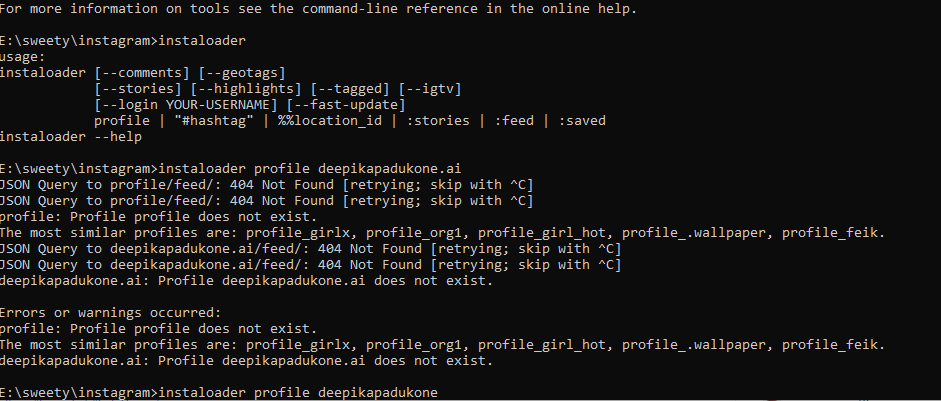 For more information on tools see the command-line reference in the online help.
E:\sweety\instagram>instaloader
usage:
instaloader [--comments] [--geotags]
[--stories] [--highlights] [--tagged] [--igtv]
[--login YOUR-USERNAME] [--fast-update]
profile | "#hashtag" | %%location_id | :stories | :feed | :saved
instaloader --help
E:\sweety\instagram>instaloader profile deepikapadukone.ai
JSON Query to profile/feed/: 404 Not Found [retrying; skip with ^C]
JSON Query to profile/feed/: 404 Not Found [retrying; skip with ^C]
profile: Profile profile does not exist.
The most similar profiles are: profile_girlx, profile_org1, profile_girl_hot, profile_.wallpaper, profile_feik.
JSON Query to deepikapadukone.ai/feed/: 404 Not Found [retrying; skip with ^C]
JSON Query to deepikapadukone.ai/feed/: 404 Not Found [retrying; skip with ^C]
deepikapadukone.ai: Profile deepikapadukone.ai does not exist.
Errors or warnings occurred:
profile: Profile profile does not exist.
The most similar profiles are: profile_girlx, profile_org1, profile_girl_hot, profile_.wallpaper, profile_feik.
deepikapadukone.ai: Profile deepikapadukone.ai does not exist.
E:\sweety\instagram>instaloader profile deepikapadukone